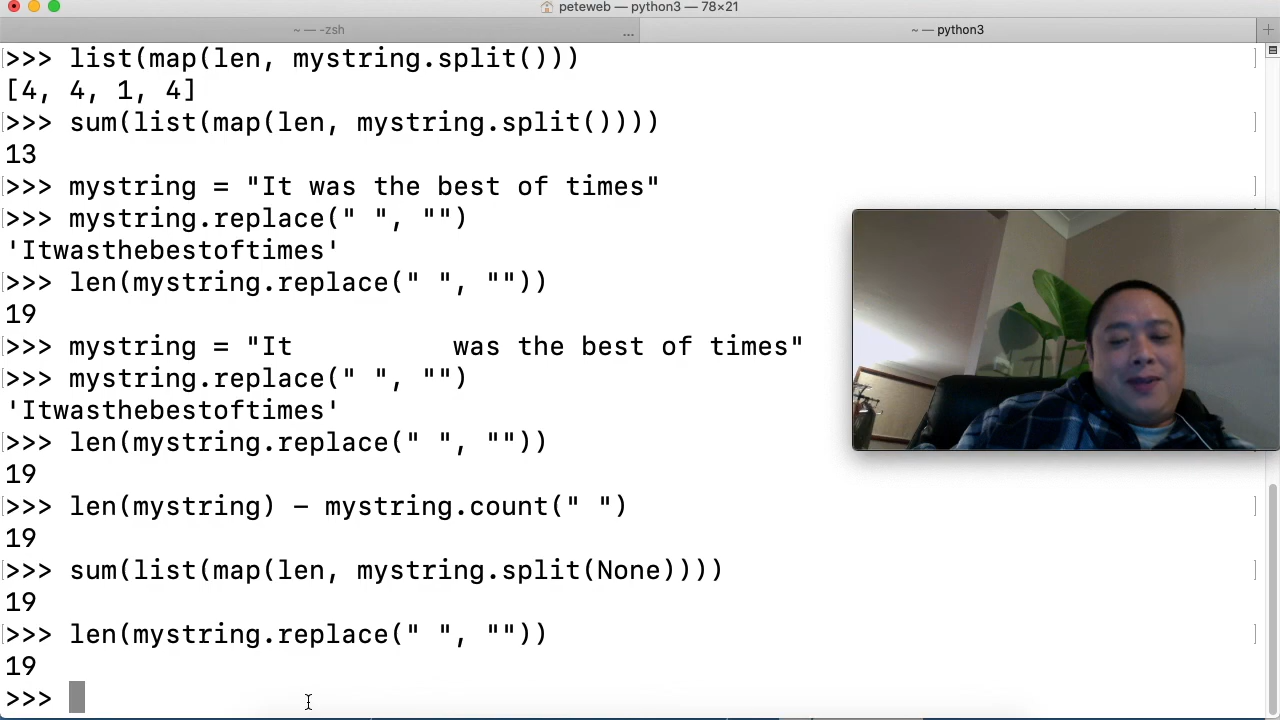 peteweb — python3 — 78×21
~ — -zsh ... ~ — python3
>>> list(map(len, mystring.split()))
[4, 4, 1, 4]
>>> sum(list(map(len, mystring.split())))
13
>>> mystring = "It was the best of times"
>>> mystring.replace(" ", "")
'Itwasthebestoftimes'
>>> len(mystring.replace(" ", ""))
19
>>> mystring = "It          was the best of times"
>>> mystring.replace(" ", "")
'Itwasthebestoftimes'
>>> len(mystring.replace(" ", ""))
19
>>> len(mystring) - mystring.count(" ")
19
>>> sum(list(map(len, mystring.split(None))))
19
>>> len(mystring.replace(" ", ""))
19
>>>